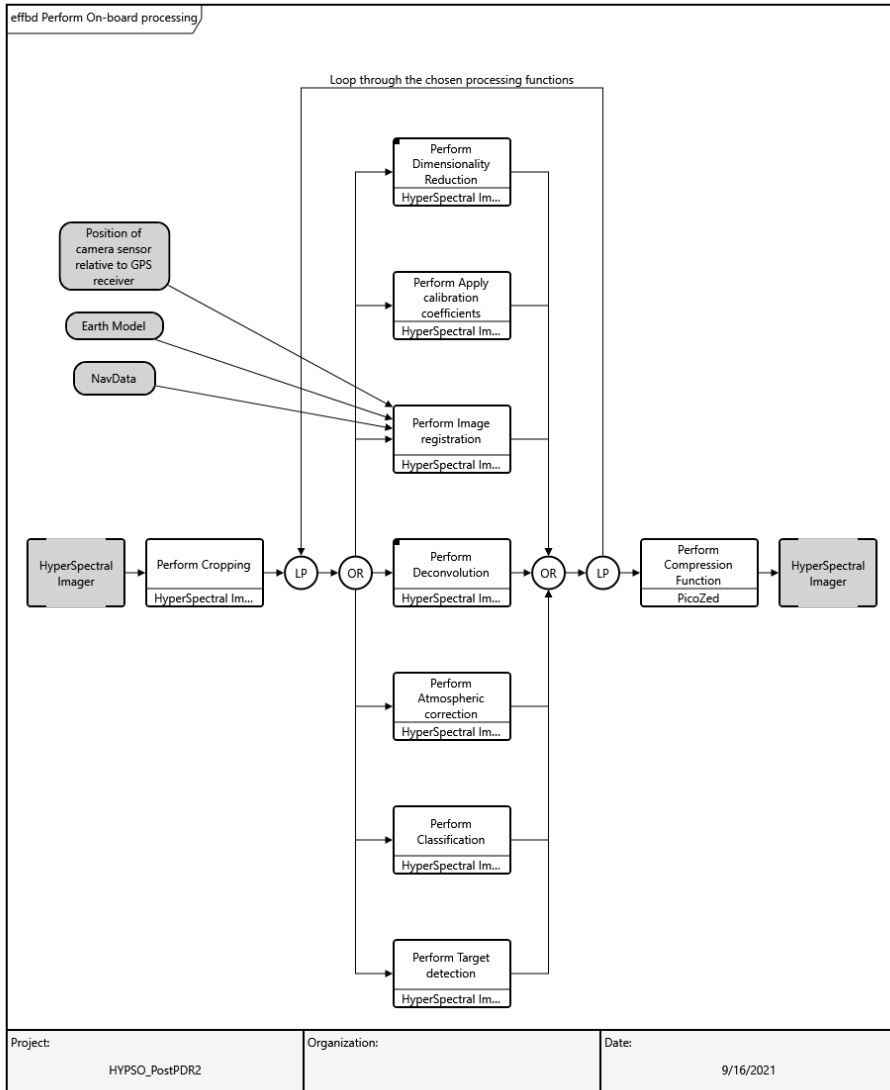 effbd Perform On-board processing
Loop through the chosen processing functions
Perform
Dimensionality
Reduction
HyperSpectral Im...
Position of
camera sensor
relative to GPS
receiver
Perform Apply
calibration
coefficients
HyperSpectral Im...
Earth Model
NavData
Perform Image
registration
HyperSpectral Im...
HyperSpectral
Imager
Perform Cropping
HyperSpectral Im...
LP
OR
Perform
Deconvolution
HyperSpectral Im...
OR
LP
Perform
Compression
Function
PicoZed
HyperSpectral
Imager
Perform
Atmospheric
correction
HyperSpectral Im...
Perform
Classification
HyperSpectral Im...
Perform Target
detection
HyperSpectral Im...
Project:
HYPSO_PostPDR2
Organization:
Date:
9/16/2021